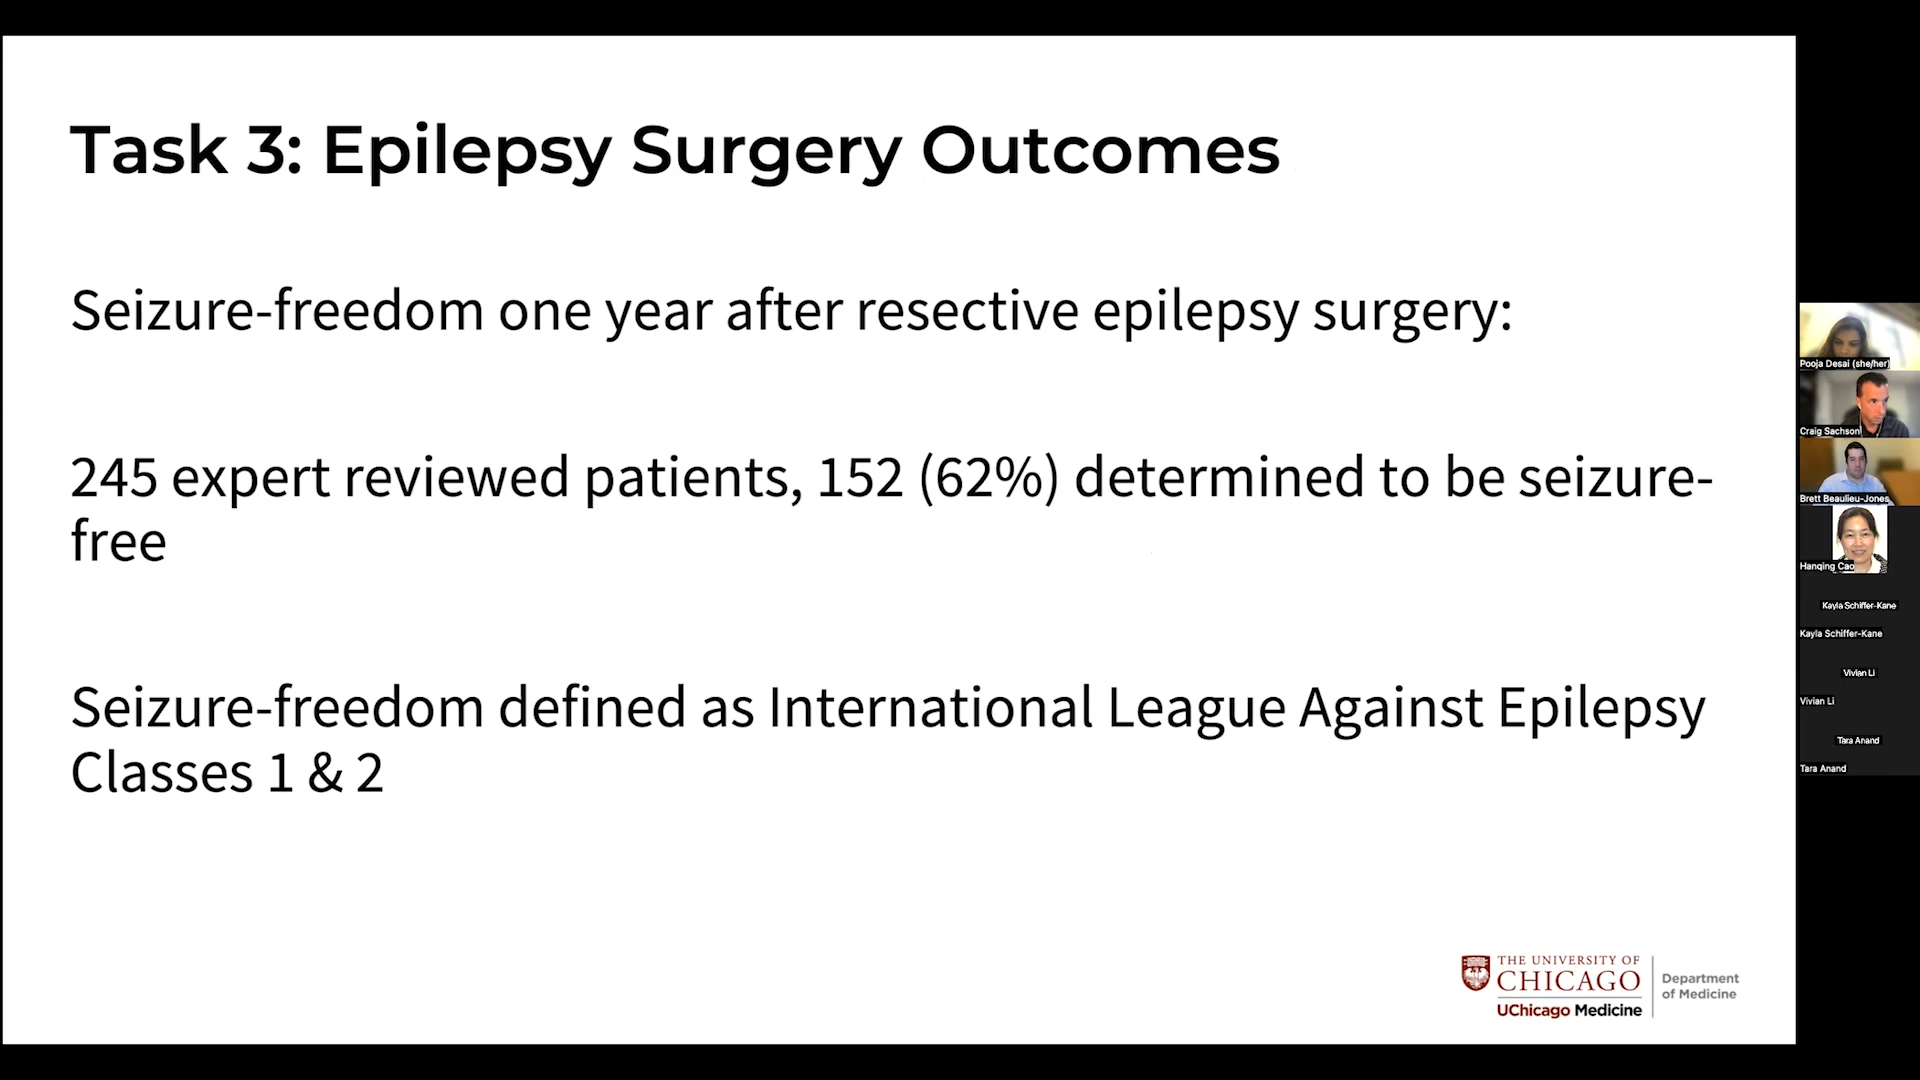 Task 3: Epilepsy Surgery Outcomes
Seizure-freedom one year after resective epilepsy surgery:
245 expert reviewed patients, 152 (62%) determined to be seizure-
free
Seizure-freedom defined as International League Against Epilepsy
Classes 1 & 2
THE UNIVERSITY OF
CHICAGO
UChicago Medicine
Department
of Medicine
Pooja Desai (she/her)
Craig Sachson
Brett Beaulieu-Jones
Hanqing Cao
Kayla Schiffer-Kane
Kayla Schiffer-Kane
Vivian Li
Vivian Li
Tara Anand
Tara Anand